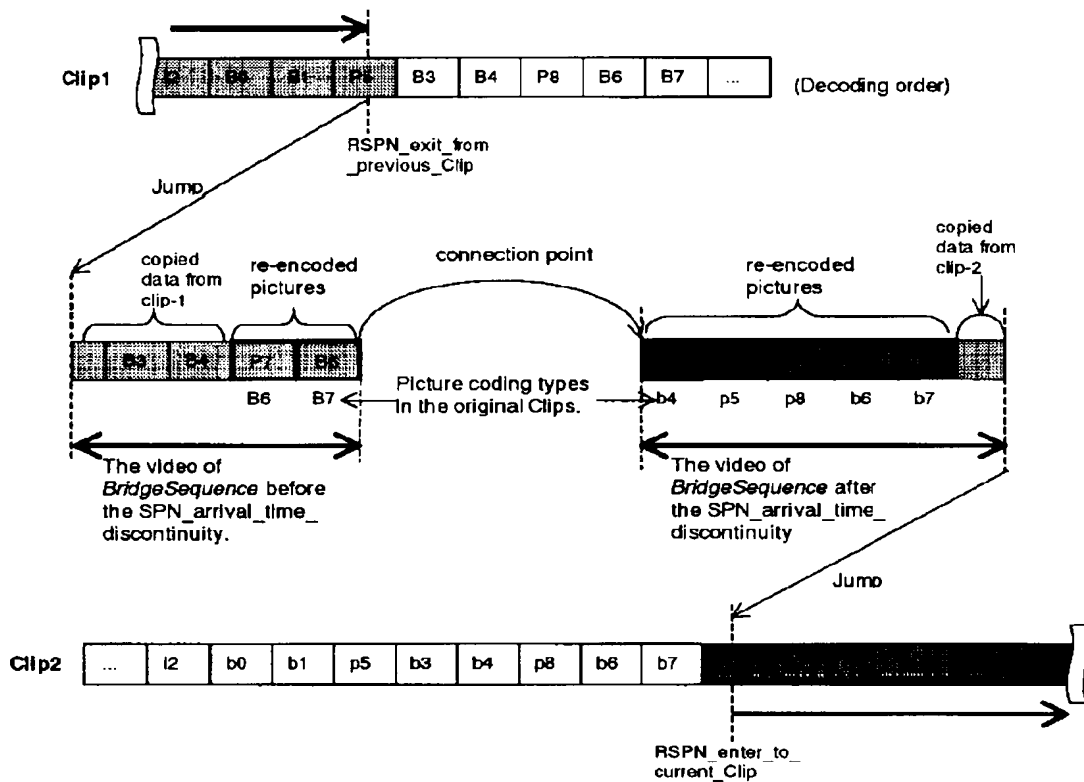 Clip1
I2 B0 B1 P5 B3 B4 P8 B6 B7 ...
(Decoding order)
RSPN_exit_from
_previous_Clip
Jump
copied
data from
clip-1
re-encoded
pictures
connection point
re-encoded
pictures
copied
data from
clip-2
B3 B4 P7
B6 B7
Picture coding types
in the original Clips.
b4 p5 p8 b6 b7
The video of
BridgeSequence before
the SPN_arrival_time_
discontinuity.
The video of
BridgeSequence after
the SPN_arrival_time_
discontinuity
Jump
Clip2
... I2 b0 b1 p5 b3 b4 p8 b6 b7
RSPN_enter_to_
current_Clip